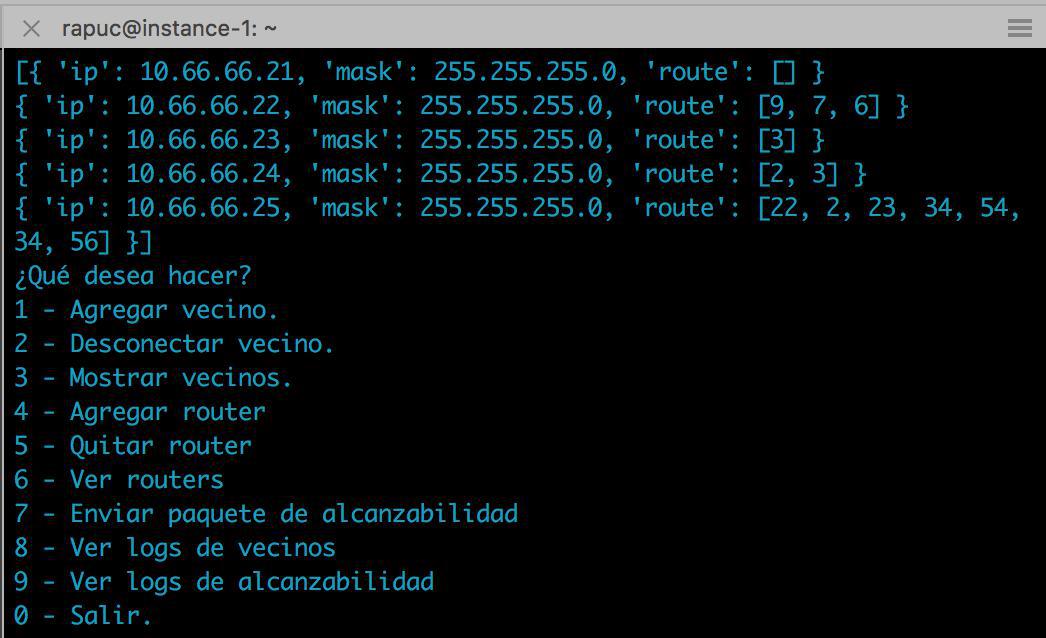 rapuc@instance-1: ~
[{ 'ip': 10.66.66.21, 'mask': 255.255.255.0, 'route': [] }
{ 'ip': 10.66.66.22, 'mask': 255.255.255.0, 'route': [9, 7, 6] }
{ 'ip': 10.66.66.23, 'mask': 255.255.255.0, 'route': [3] }
{ 'ip': 10.66.66.24, 'mask': 255.255.255.0, 'route': [2, 3] }
{ 'ip': 10.66.66.25, 'mask': 255.255.255.0, 'route': [22, 2, 23, 34, 54,
34, 56] }]
¿Qué desea hacer?
1 - Agregar vecino.
2 - Desconectar vecino.
3 - Mostrar vecinos.
4 - Agregar router
5 - Quitar router
6 - Ver routers
7 - Enviar paquete de alcanzabilidad
8 - Ver logs de vecinos
9 - Ver logs de alcanzabilidad
0 - Salir.